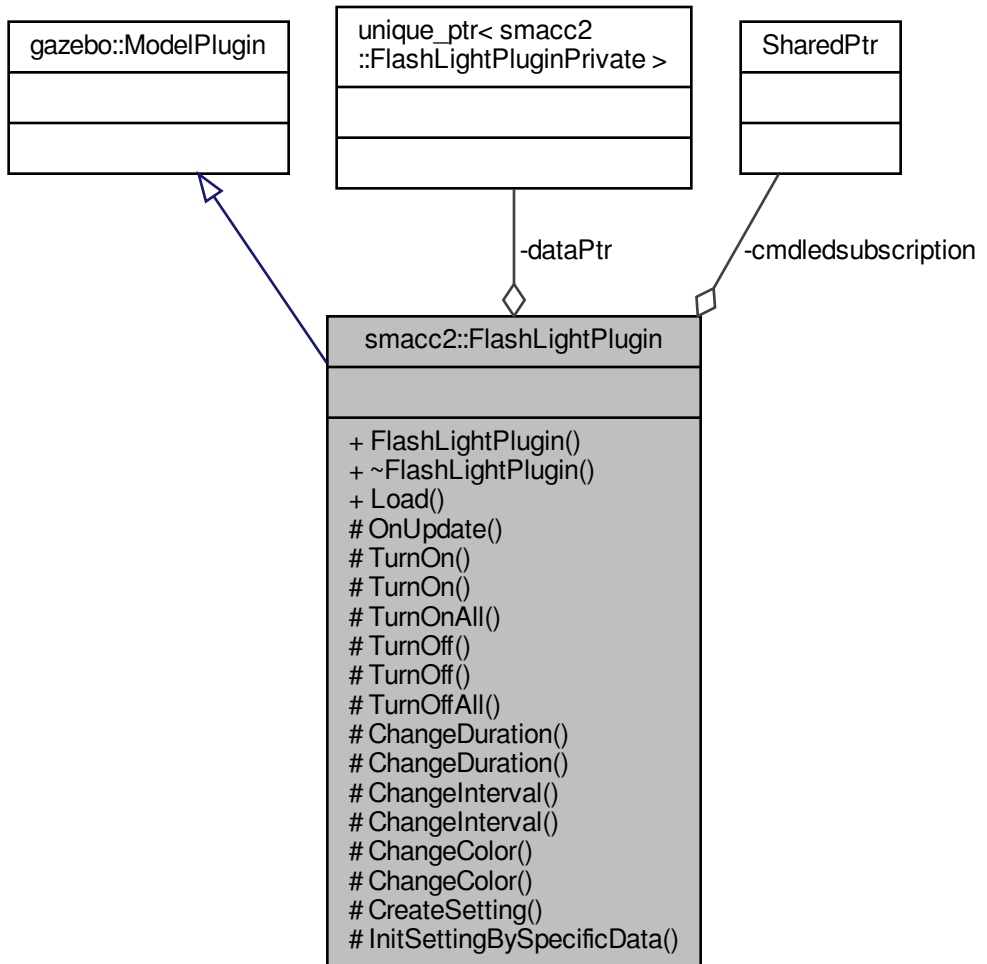 gazebo::ModelPlugin
unique_ptr< smacc2
::FlashLightPluginPrivate >
SharedPtr
-dataPtr
-cmdledsubscription
smacc2::FlashLightPlugin
+ FlashLightPlugin()
+ ~FlashLightPlugin()
+ Load()
# OnUpdate()
# TurnOn()
# TurnOn()
# TurnOnAll()
# TurnOff()
# TurnOff()
# TurnOffAll()
# ChangeDuration()
# ChangeDuration()
# ChangeInterval()
# ChangeInterval()
# ChangeColor()
# ChangeColor()
# CreateSetting()
# InitSettingBySpecificData()